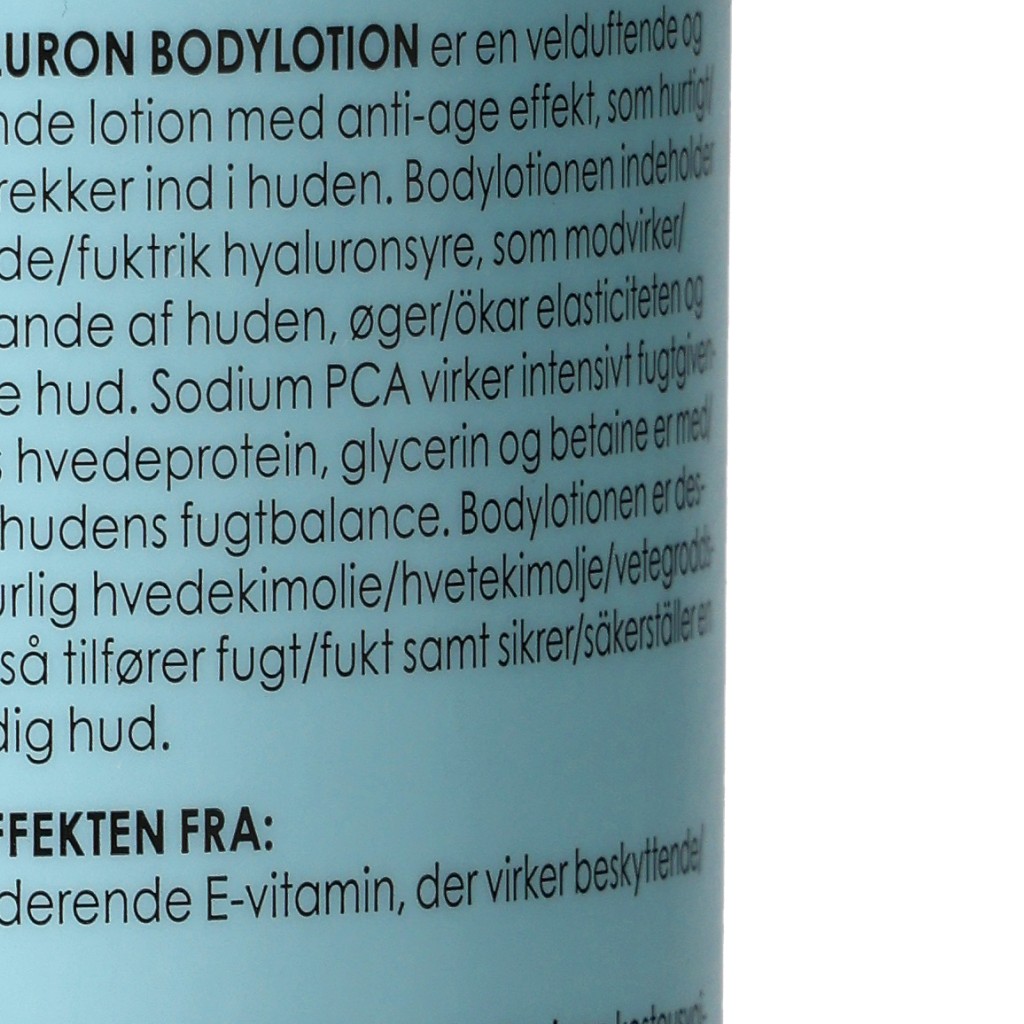 LURON BODYLOTION er en velduftende og
nde lotion med anti-age effekt, som hurtigt/
rekker ind i huden. Bodylotionen indeholder
de/fuktrik hyaluronsyre, som modvirker/
ande af huden, øger/ökar elasticiteten og
e hud. Sodium PCA virker intensivt fugtgiven-
s hvedeprotein, glycerin og betaine er med/
hudens fugtbalance. Bodylotionen er des-
urlig hvedekimolie/hvetekimolje/vetegrodds-
så tilfører fugt/fukt samt sikrer/säkerställer en
dig hud.
FFEKTEN FRA:
derende E-vitamin, der virker beskyttende/